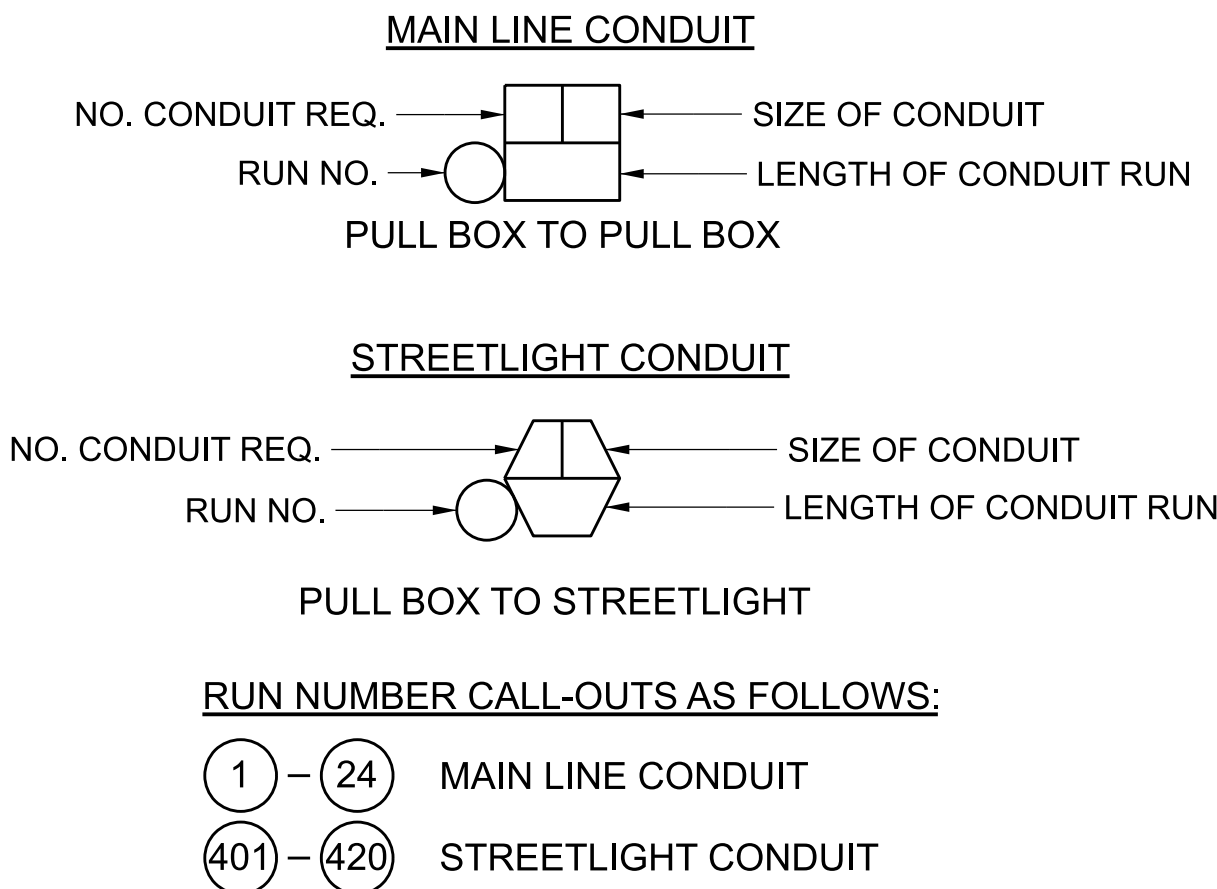 MAIN LINE CONDUIT
NO. CONDUIT REQ. SIZE OF CONDUIT
RUN NO. LENGTH OF CONDUIT RUN
PULL BOX TO PULL BOX
STREETLIGHT CONDUIT
NO. CONDUIT REQ. SIZE OF CONDUIT
RUN NO. LENGTH OF CONDUIT RUN
PULL BOX TO STREETLIGHT
RUN NUMBER CALL-OUTS AS FOLLOWS:
1 – 24 MAIN LINE CONDUIT
401 – 420 STREETLIGHT CONDUIT